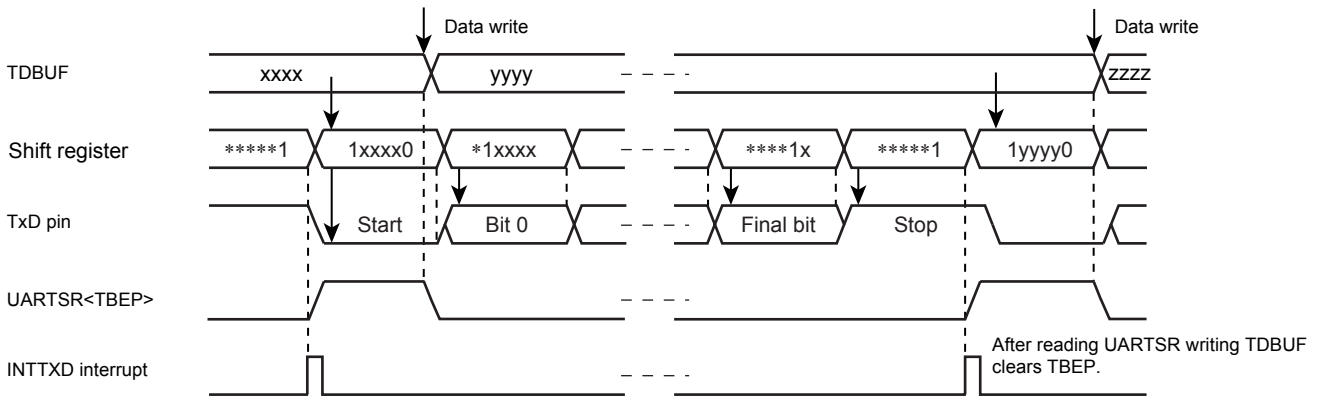 Data write
Data write
TDBUF
xxxx
yyyy
zzzz
Shift register
*****1
1xxxx0
*1xxxx
****1x
*****1
1yyyy0
TxD pin
Start
Bit 0
Final bit
Stop
UARTSR<TBEP>
INTTXD interrupt
After reading UARTSR writing TDBUF
clears TBEP.